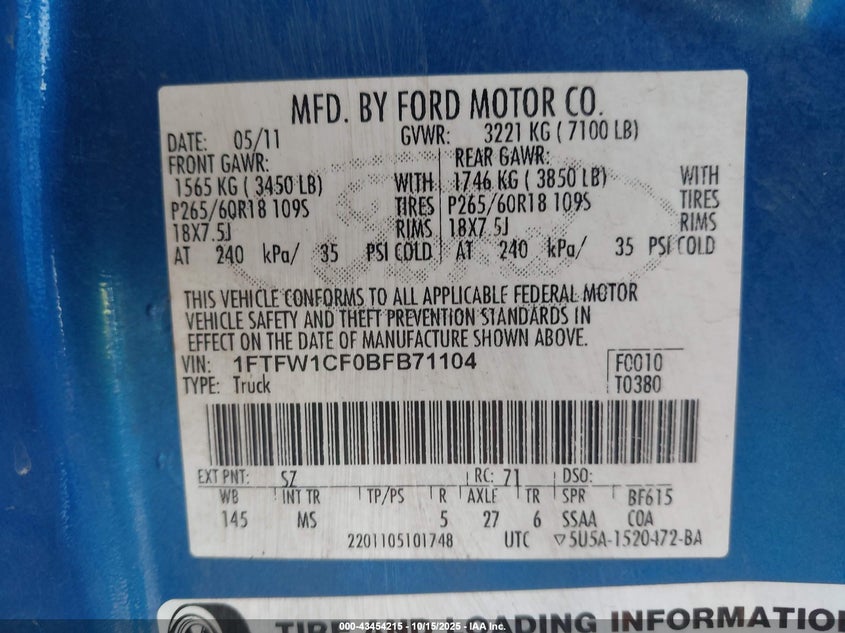 MFD. BY FORD MOTOR CO.
DATE: 05/11 GVWR: 3221 KG ( 7100 LB)
FRONT GAWR: REAR GAWR:
1565 KG ( 3450 LB) WITH 1746 KG ( 3850 LB) WITH
P265/60R18 109S TIRES P265/60R18 109S TIRES
18X7.5J RIMS 18X7.5J RIMS
AT 240 kPa/ 35 PSI COLD AT 240 kPa/ 35 PSI COLD
THIS VEHICLE CONFORMS TO ALL APPLICABLE FEDERAL MOTOR
VEHICLE SAFETY AND THEFT PREVENTION STANDARDS IN
EFFECT ON THE DATE OF MANUFACTURE SHOWN ABOVE.
VIN: 1FTFW1CF0BFB71104 F0010
TYPE: Truck T0380
EXT PNT: SZ RC: 71 DSO:
WB INT TR TP/PS R AXLE TR SPR BF615
145 MS 5 27 6 SSAA COA
2201105101748 UTC ▽5U5A-1520472-BA
TIRE AND LOADING INFORMATION
000-43454215 - 10/15/2025 - IAA Inc.